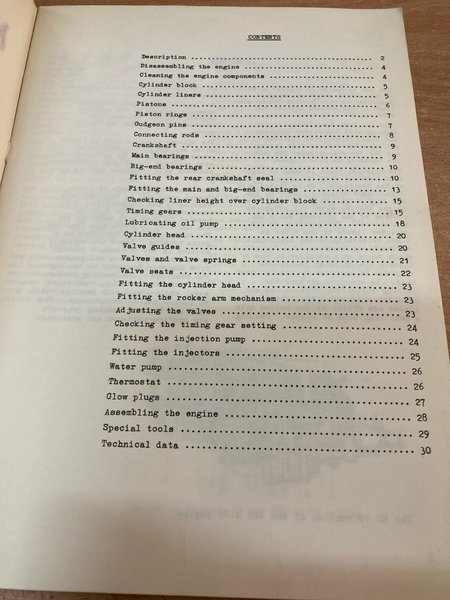 CONTENTS
Description ........................................ 2
Disassembling the engine ........................................ 4
Cleaning the engine components ........................................ 4
Cylinder block ........................................ 5
Cylinder liners ........................................ 5
Pistons ........................................ 6
Piston rings ........................................ 7
Gudgeon pins ........................................ 7
Connecting rods ........................................ 8
Crankshaft ........................................ 9
Main bearings ........................................ 9
Big-end bearings ........................................ 10
Fitting the rear crankshaft seal ........................................ 10
Fitting the main and big-end bearings ........................................ 13
Checking liner height over cylinder block ........................................ 15
Timing gears ........................................ 15
Lubricating oil pump ........................................ 18
Cylinder head ........................................ 20
Valve guides ........................................ 20
Valves and valve springs ........................................ 21
Valve seats ........................................ 22
Fitting the cylinder head ........................................ 23
Fitting the rocker arm mechanism ........................................ 23
Adjusting the valves ........................................ 23
Checking the timing gear setting ........................................ 24
Fitting the injection pump ........................................ 24
Fitting the injectors ........................................ 25
Water pump ........................................ 26
Thermostat ........................................ 26
Glow plugs ........................................ 27
Assembling the engine ........................................ 28
Special tools ........................................ 29
Technical data ........................................ 30